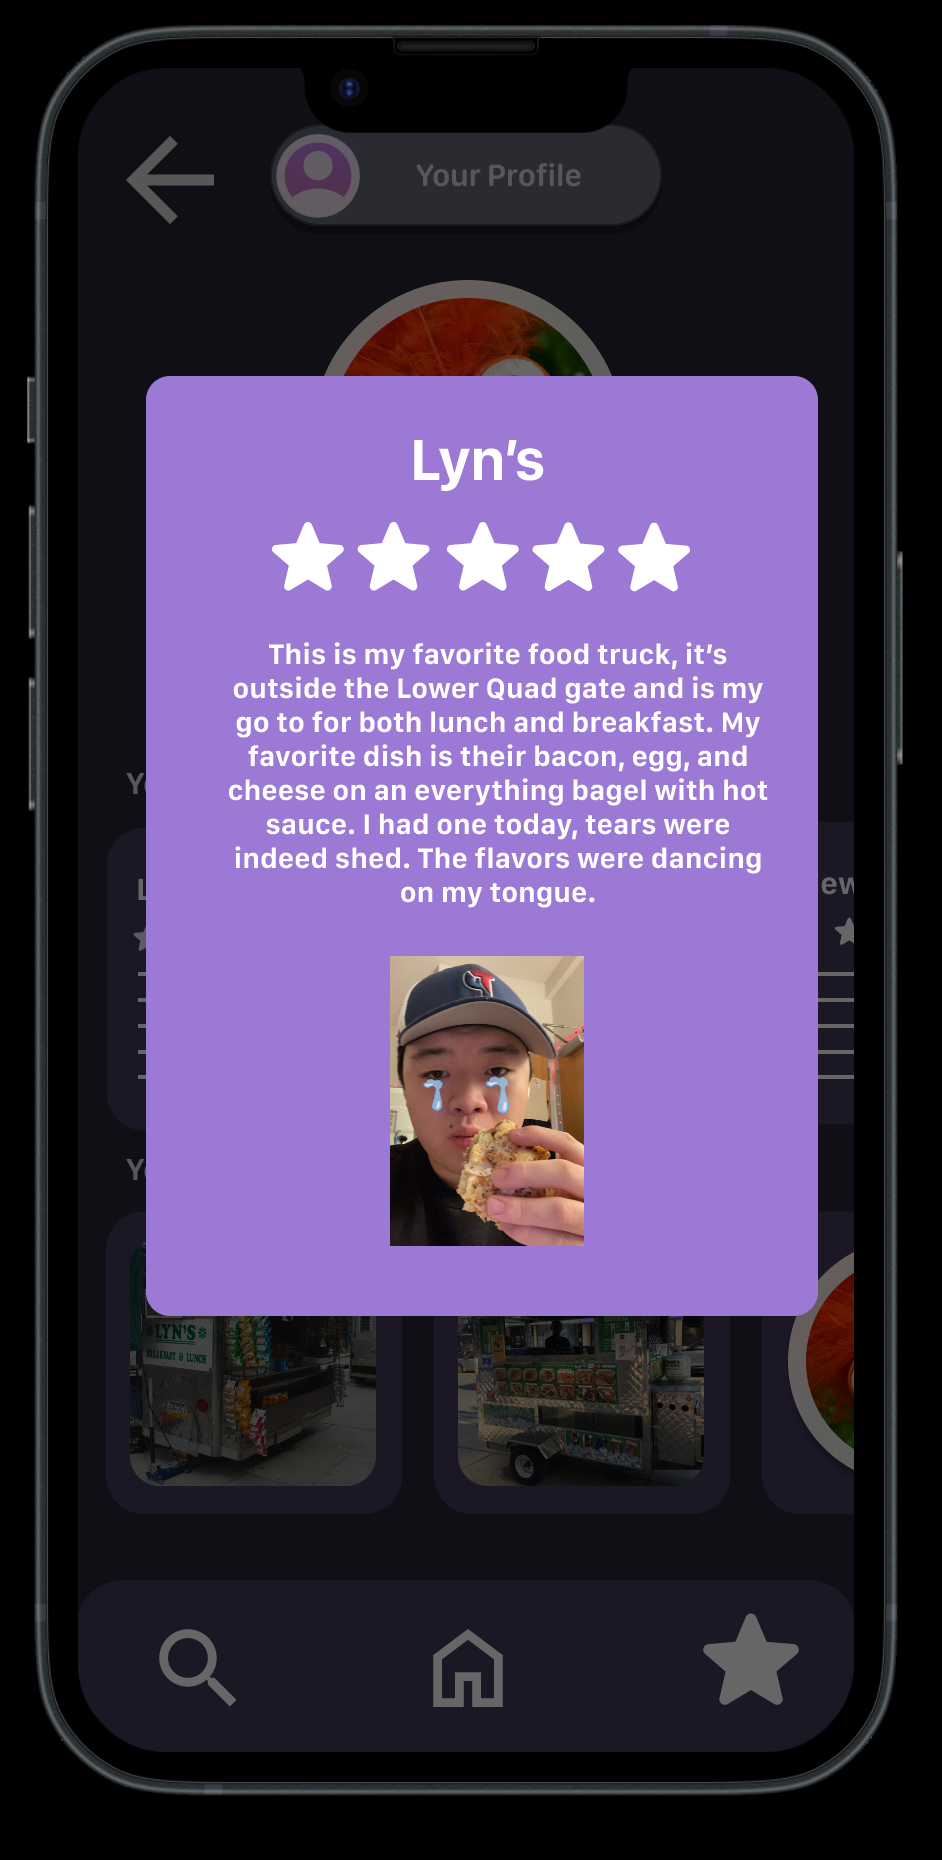 Your Profile
Lyn’s
This is my favorite food truck, it’s
outside the Lower Quad gate and is my
go to for both lunch and breakfast. My
favorite dish is their bacon, egg, and
cheese on an everything bagel with hot
sauce. I had one today, tears were
indeed shed. The flavors were dancing
on my tongue.
LYN'S
BREAKFAST & LUNCH